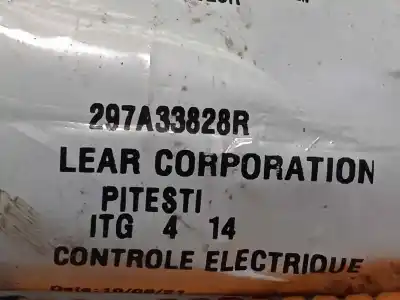 297A33828R
LEAR CORPORATION
PITESTI
ITG 4 14
CONTROLE ELECTRIQUE